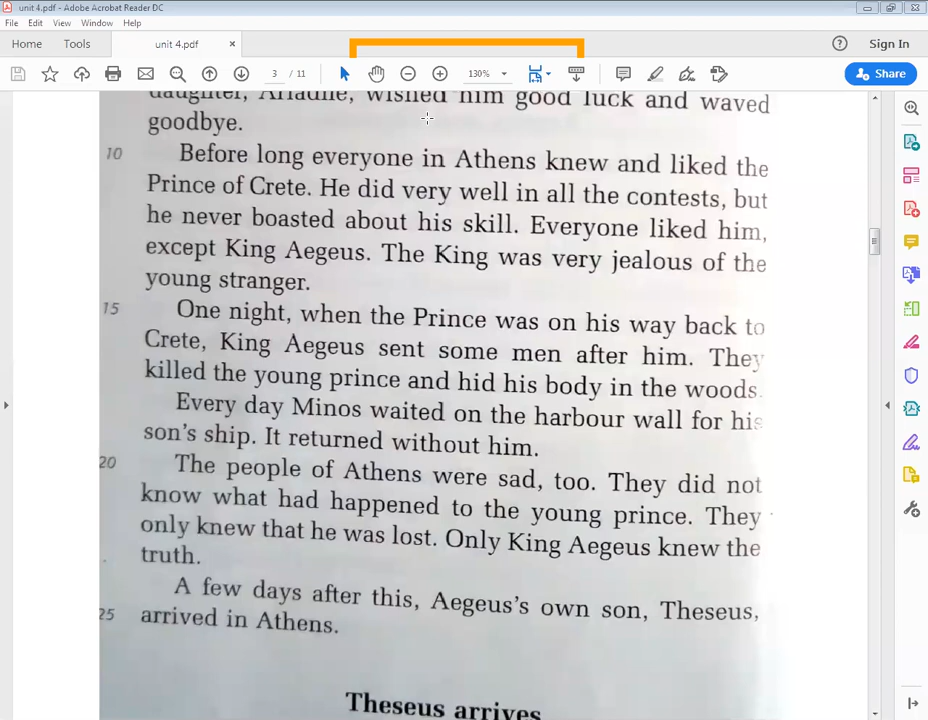 unit 4.pdf - Adobe Acrobat Reader DC
File Edit View Window Help
Home Tools unit 4.pdf × Sign In
3 / 11 130% Share
daughter, Ariadne, wished him good luck and waved
goodbye.
10 Before long everyone in Athens knew and liked the
Prince of Crete. He did very well in all the contests, but
he never boasted about his skill. Everyone liked him,
except King Aegeus. The King was very jealous of the
young stranger.
15 One night, when the Prince was on his way back to
Crete, King Aegeus sent some men after him. They
killed the young prince and hid his body in the woods.
Every day Minos waited on the harbour wall for his
son's ship. It returned without him.
20 The people of Athens were sad, too. They did not
know what had happened to the young prince. They
only knew that he was lost. Only King Aegeus knew the
truth.
A few days after this, Aegeus's own son, Theseus,
25 arrived in Athens.
Theseus arrives